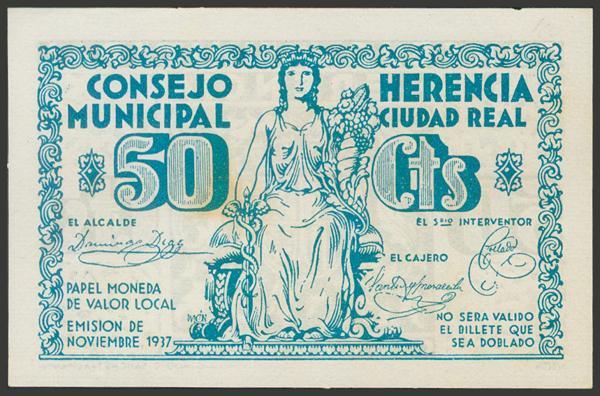 CONSEJO
MUNICIPAL
HERENCIA
CIUDAD REAL
50 Cts
EL ALCALDE
EL SRIO INTERVENTOR
EL CAJERO
PAPEL MONEDA
DE VALOR LOCAL
EMISION DE
NOVIEMBRE 1937
NO SERA VALIDO
EL BILLETE QUE
SEA DOBLADO